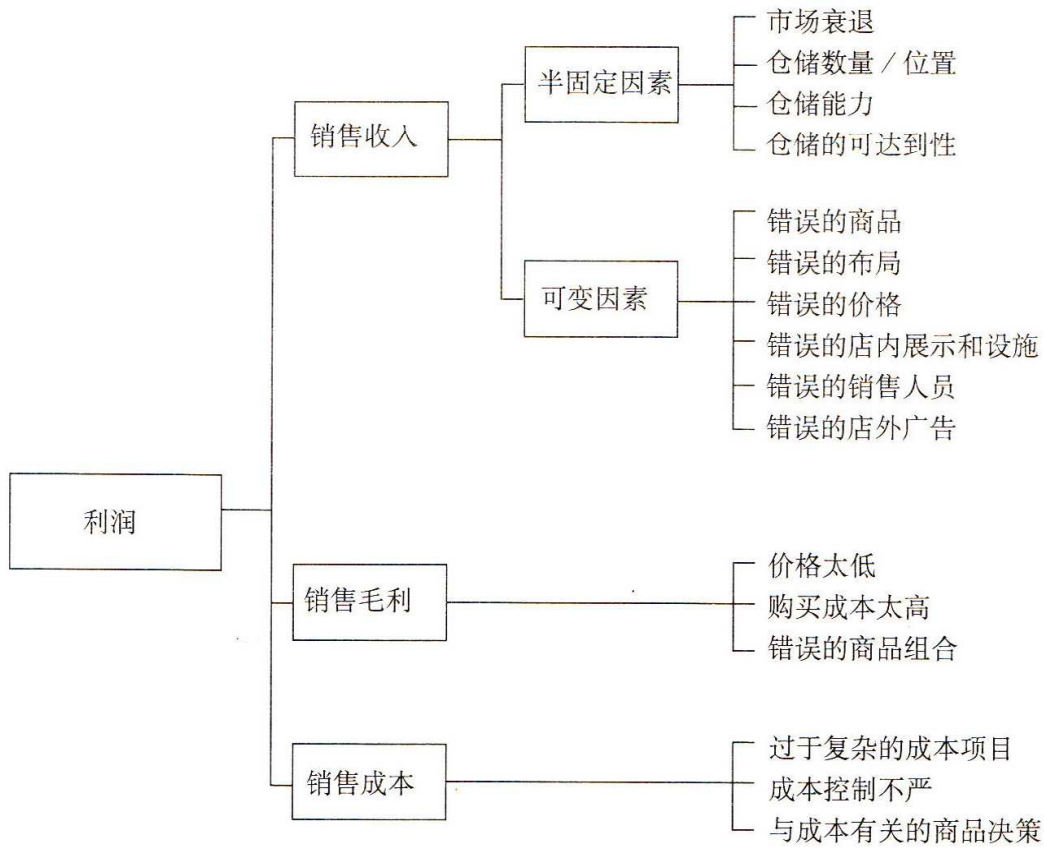 利润
销售收入
半固定因素
市场衰退
仓储数量／位置
仓储能力
仓储的可达到性
可变因素
错误的商品
错误的布局
错误的价格
错误的店内展示和设施
错误的销售人员
错误的店外广告
销售毛利
价格太低
购买成本太高
错误的商品组合
销售成本
过于复杂的成本项目
成本控制不严
与成本有关的商品决策